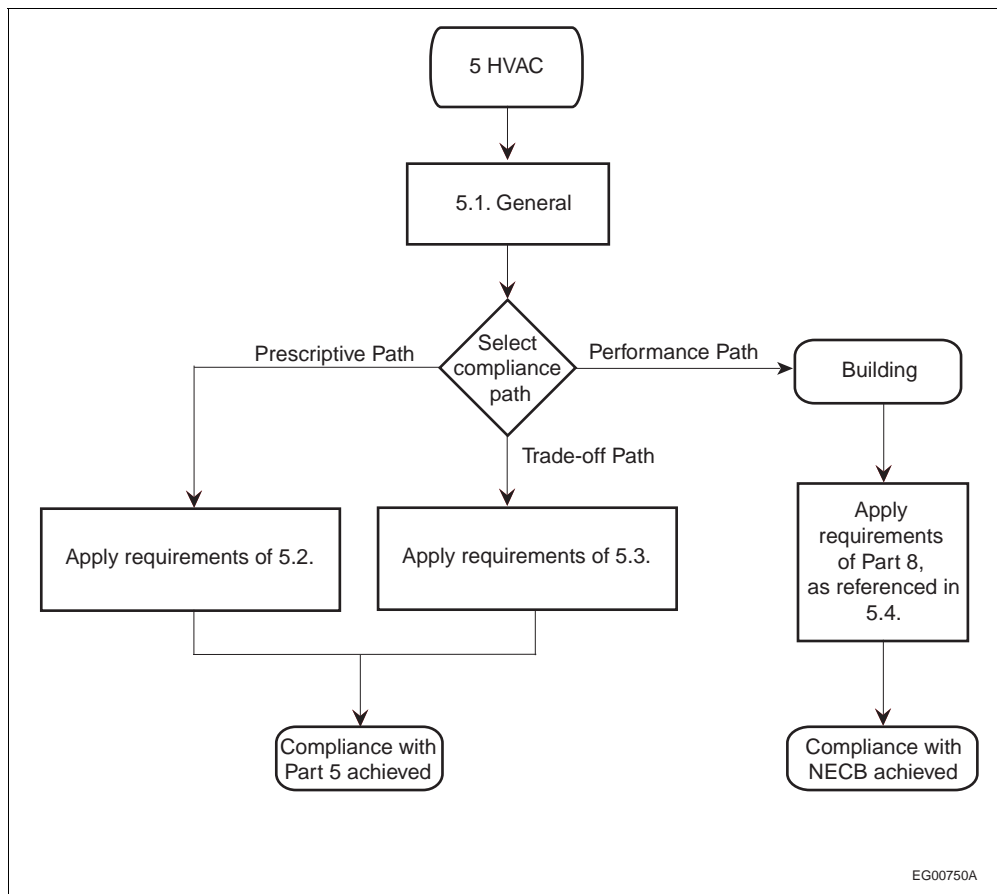 5 HVAC
5.1. General
Select
compliance
path
Prescriptive Path
Performance Path
Trade-off Path
Building
Apply requirements of 5.2.
Apply requirements of 5.3.
Apply
requirements
of Part 8,
as referenced in
5.4.
Compliance with
Part 5 achieved
Compliance with
NECB achieved
EG00750A